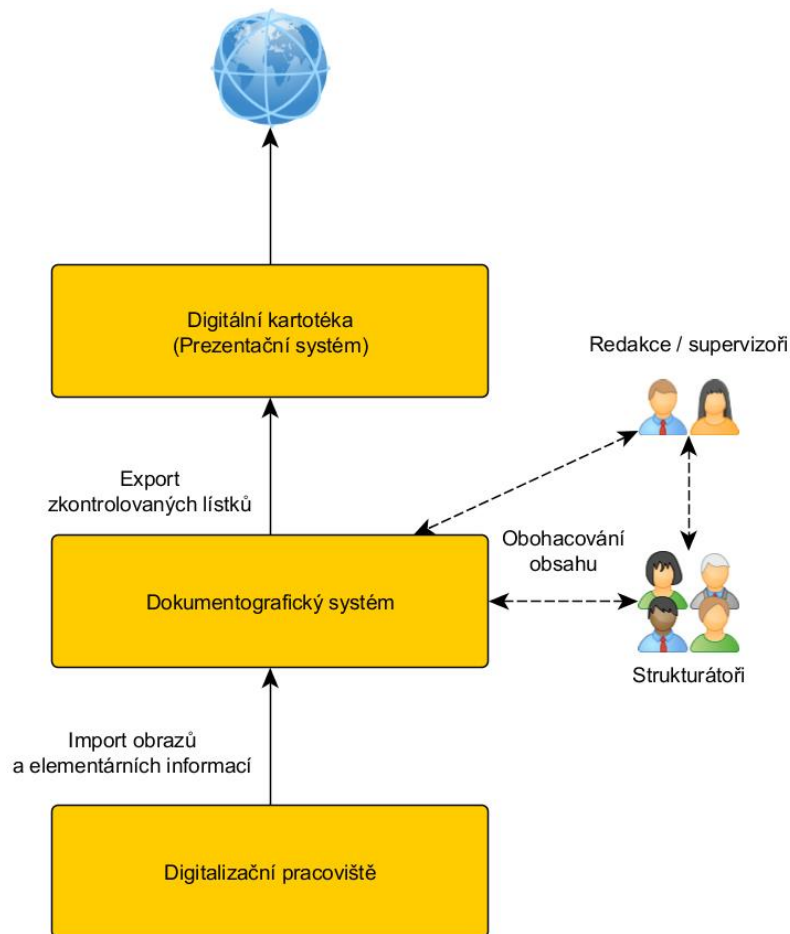 Digitální kartotéka
(Prezentační systém)
Redakce / supervizoři
Export
zkontrolovaných lístků
Obohacování
obsahu
Dokumentografický systém
Strukturátoři
Import obrazů
a elementárních informací
Digitalizační pracoviště